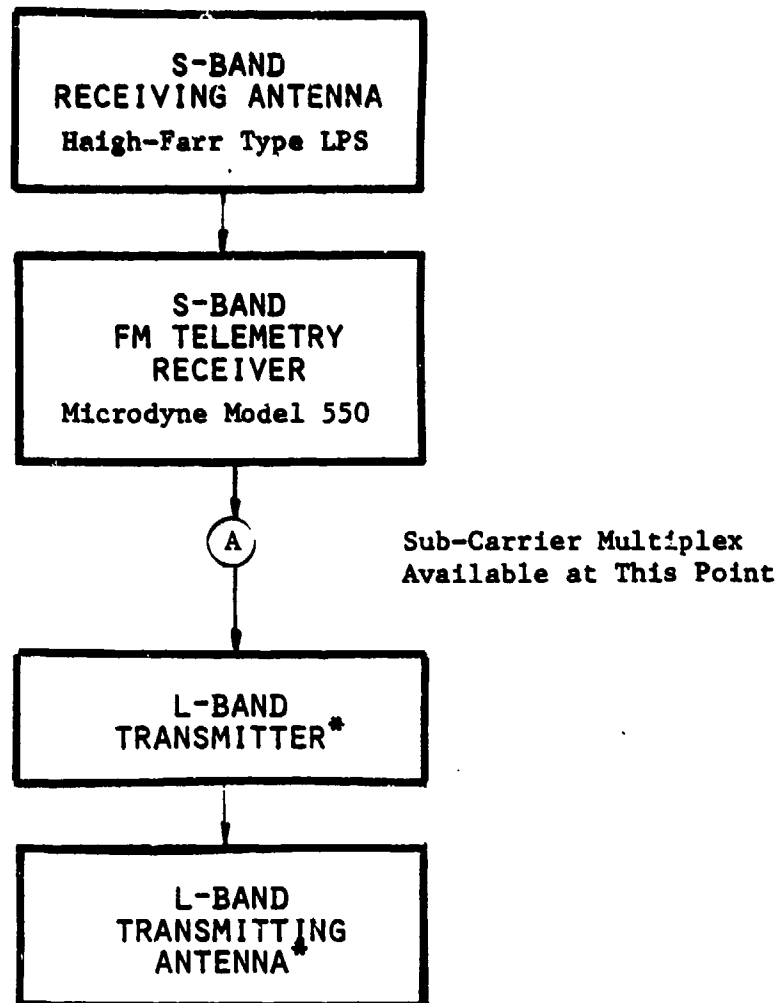 S-BAND
RECEIVING ANTENNA
Haigh-Farr Type LPS
S-BAND
FM TELEMETRY
RECEIVER
Microdyne Model 550
A
Sub-Carrier Multiplex
Available at This Point
L-BAND
TRANSMITTER*
L-BAND
TRANSMITTING
ANTENNA*